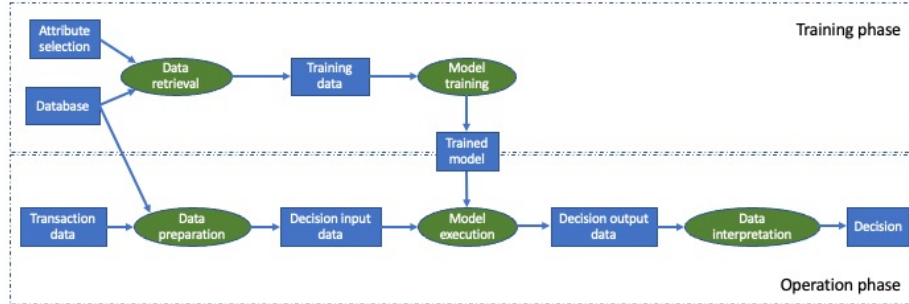 Training phase
Attribute
selection
Data
retrieval
Training
data
Model
training
Database
Trained
model
Transaction
data
Data
preparation
Decision input
data
Model
execution
Decision output
data
Data
interpretation
Decision
Operation phase